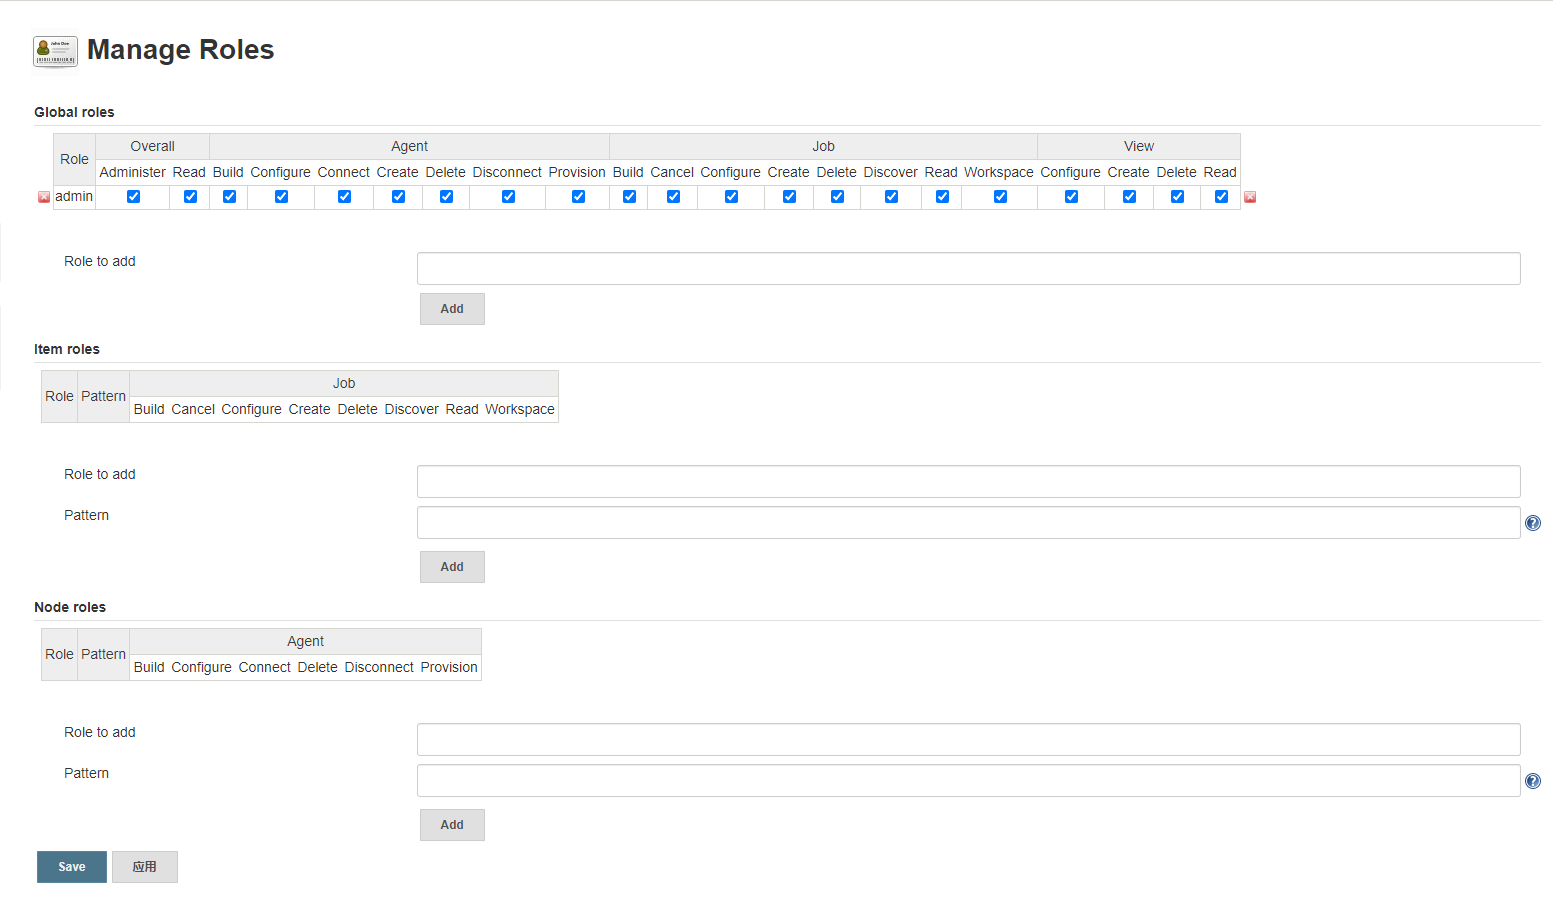 John Doe
Manage Roles
Global roles
Role Overall Agent Job View
Administer Read Build Configure Connect Create Delete Disconnect Provision Build Cancel Configure Create Delete Discover Read Workspace Configure Create Delete Read
admin
Role to add
Add
Item roles
Role Pattern Job
Build Cancel Configure Create Delete Discover Read Workspace
Role to add
Pattern
?
Add
Node roles
Role Pattern Agent
Build Configure Connect Delete Disconnect Provision
Role to add
Pattern
?
Add
Save 应用